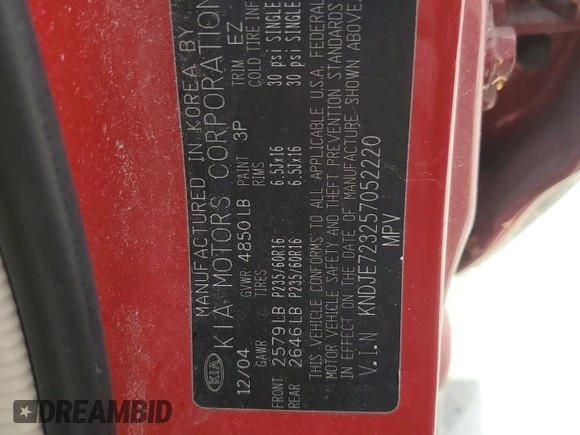 MANUFACTURED IN KOREA BY
KIA MOTORS CORPORATION
KIA
12/04 GVWR 4850LB PAINT 3P TRIM EZ
GAWR TIRES RIMS COLD TIRE INF
FRONT 2579LB P235/60R16 6.5Jx16 30 psi SINGLE
REAR 2646LB P235/60R16 6.5Jx16 30 psi SINGLE
THIS VEHICLE CONFORMS TO ALL APPLICABLE U.S.A. FEDERAL
MOTOR VEHICLE SAFETY AND THEFT PREVENTION STANDARDS
IN EFFECT ON THE DATE OF MANUFACTURE SHOWN ABOVE.
V.I.N KNDJE723257052220
MPV
DREAMBID